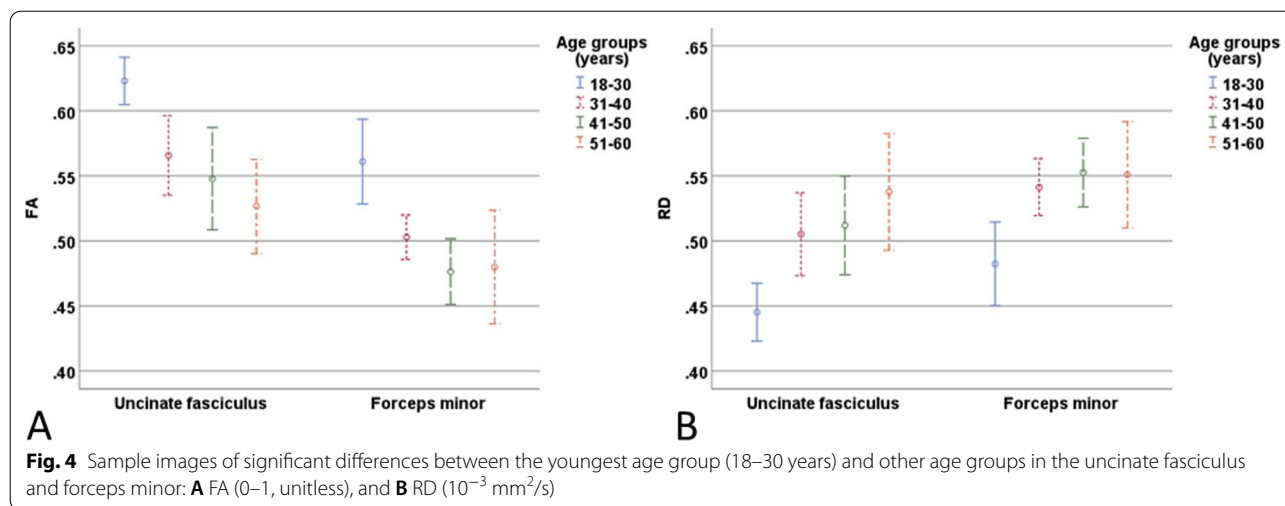 .65
.60
.55
.50
.45
.40
FA
Uncinate fasciculus
Forceps minor
Age groups
(years)
18-30
31-40
41-50
51-60
A
.65
.60
.55
.50
.45
.40
RD
Uncinate fasciculus
Forceps minor
Age groups
(years)
18-30
31-40
41-50
51-60
B
Fig. 4 Sample images of significant differences between the youngest age group (18–30 years) and other age groups in the uncinate fasciculus
and forceps minor: A FA (0–1, unitless), and B RD (10⁻³ mm²/s)